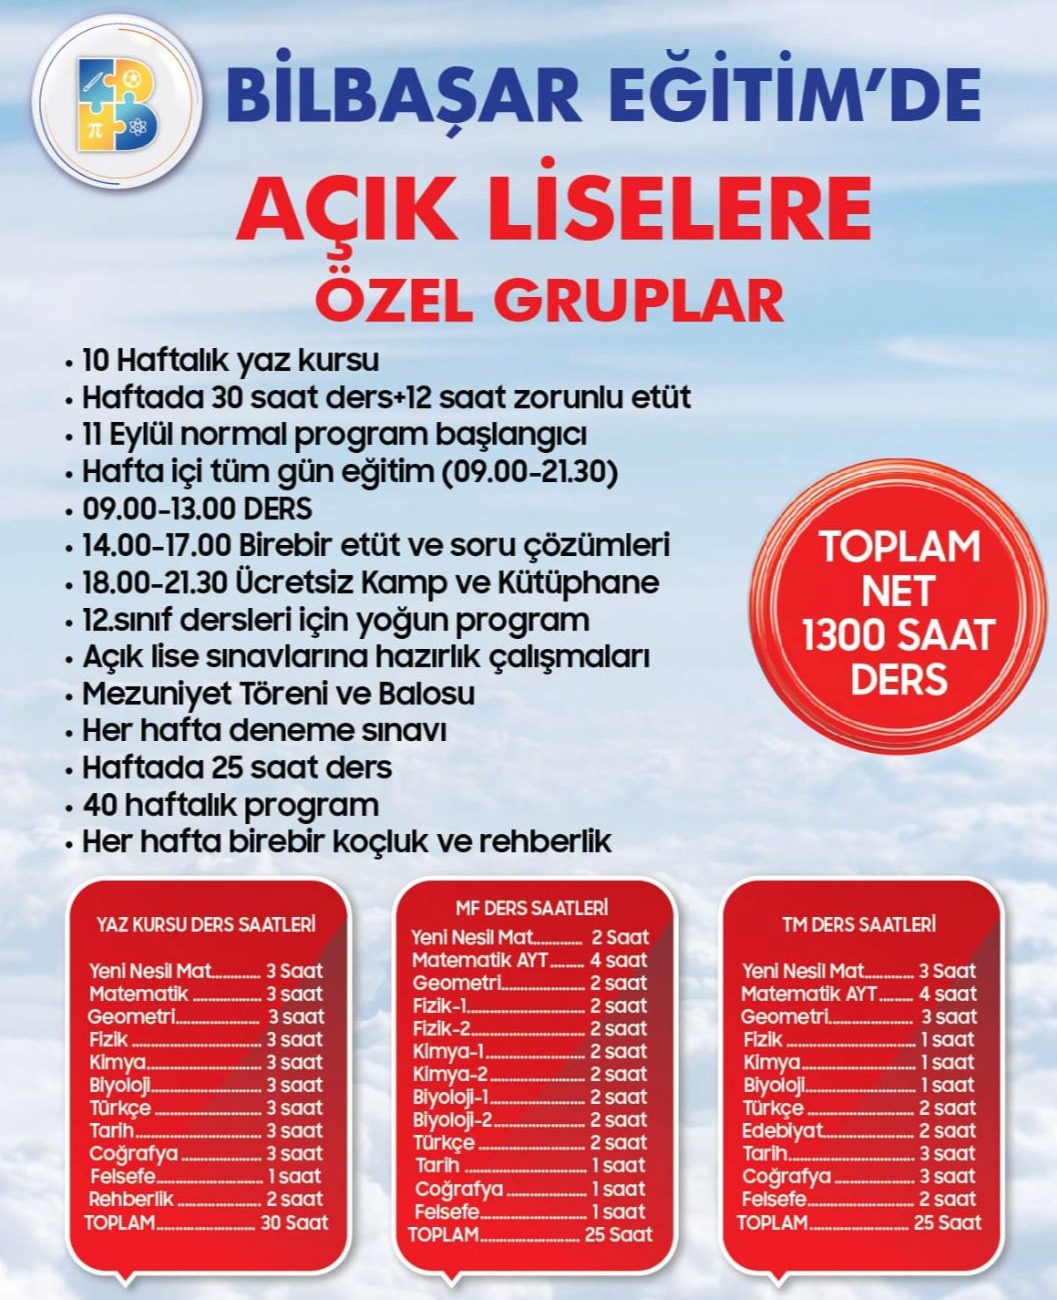 BİLBAŞAR EĞİTİM'DE
AÇIK LİSELERE
ÖZEL GRUPLAR
• 10 Haftalık yaz kursu
• Haftada 30 saat ders+12 saat zorunlu etüt
• 11 Eylül normal program başlangıcı
• Hafta içi tüm gün eğitim (09.00-21.30)
• 09.00-13.00 DERS
• 14.00-17.00 Birebir etüt ve soru çözümleri
• 18.00-21.30 Ücretsiz Kamp ve Kütüphane
• 12.sınıf dersleri için yoğun program
• Açık lise sınavlarına hazırlık çalışmaları
• Mezuniyet Töreni ve Balosu
• Her hafta deneme sınavı
• Haftada 25 saat ders
• 40 haftalık program
• Her hafta birebir koçluk ve rehberlik
TOPLAM
NET
1300 SAAT
DERS
YAZ KURSU DERS SAATLERİ
Yeni Nesil Mat............. 3 Saat
Matematik .................. 3 saat
Geometri...................... 3 saat
Fizik .................................. 3 saat
Kimya.............................. 3 saat
Biyoloji............................. 3 saat
Türkçe ............................ 3 saat
Tarih................................. 3 saat
Coğrafya ..................... 3 saat
Felsefe............................ 1 saat
Rehberlik ...................... 2 saat
TOPLAM.......................... 30 Saat
MF DERS SAATLERİ
Yeni Nesil Mat............. 2 Saat
Matematik AYT......... 4 saat
Geometri...................... 2 saat
Fizik-1............................... 2 saat
Fizik-2.............................. 2 saat
Kimya-1.......................... 2 saat
Kimya-2......................... 2 saat
Biyoloji-1......................... 2 saat
Biyoloji-2........................ 2 saat
Türkçe ............................ 2 saat
Tarih ................................ 1 saat
Coğrafya ..................... 1 saat
Felsefe............................ 1 saat
TOPLAM.......................... 25 Saat
TM DERS SAATLERİ
Yeni Nesil Mat............. 3 Saat
Matematik AYT......... 4 saat
Geometri...................... 3 saat
Fizik .................................. 1 saat
Kimya.............................. 1 saat
Biyoloji............................. 1 saat
Türkçe ............................ 2 saat
Edebiyat........................ 2 saat
Tarih................................. 3 saat
Coğrafya ..................... 3 saat
Felsefe............................ 2 saat
TOPLAM.......................... 25 Saat